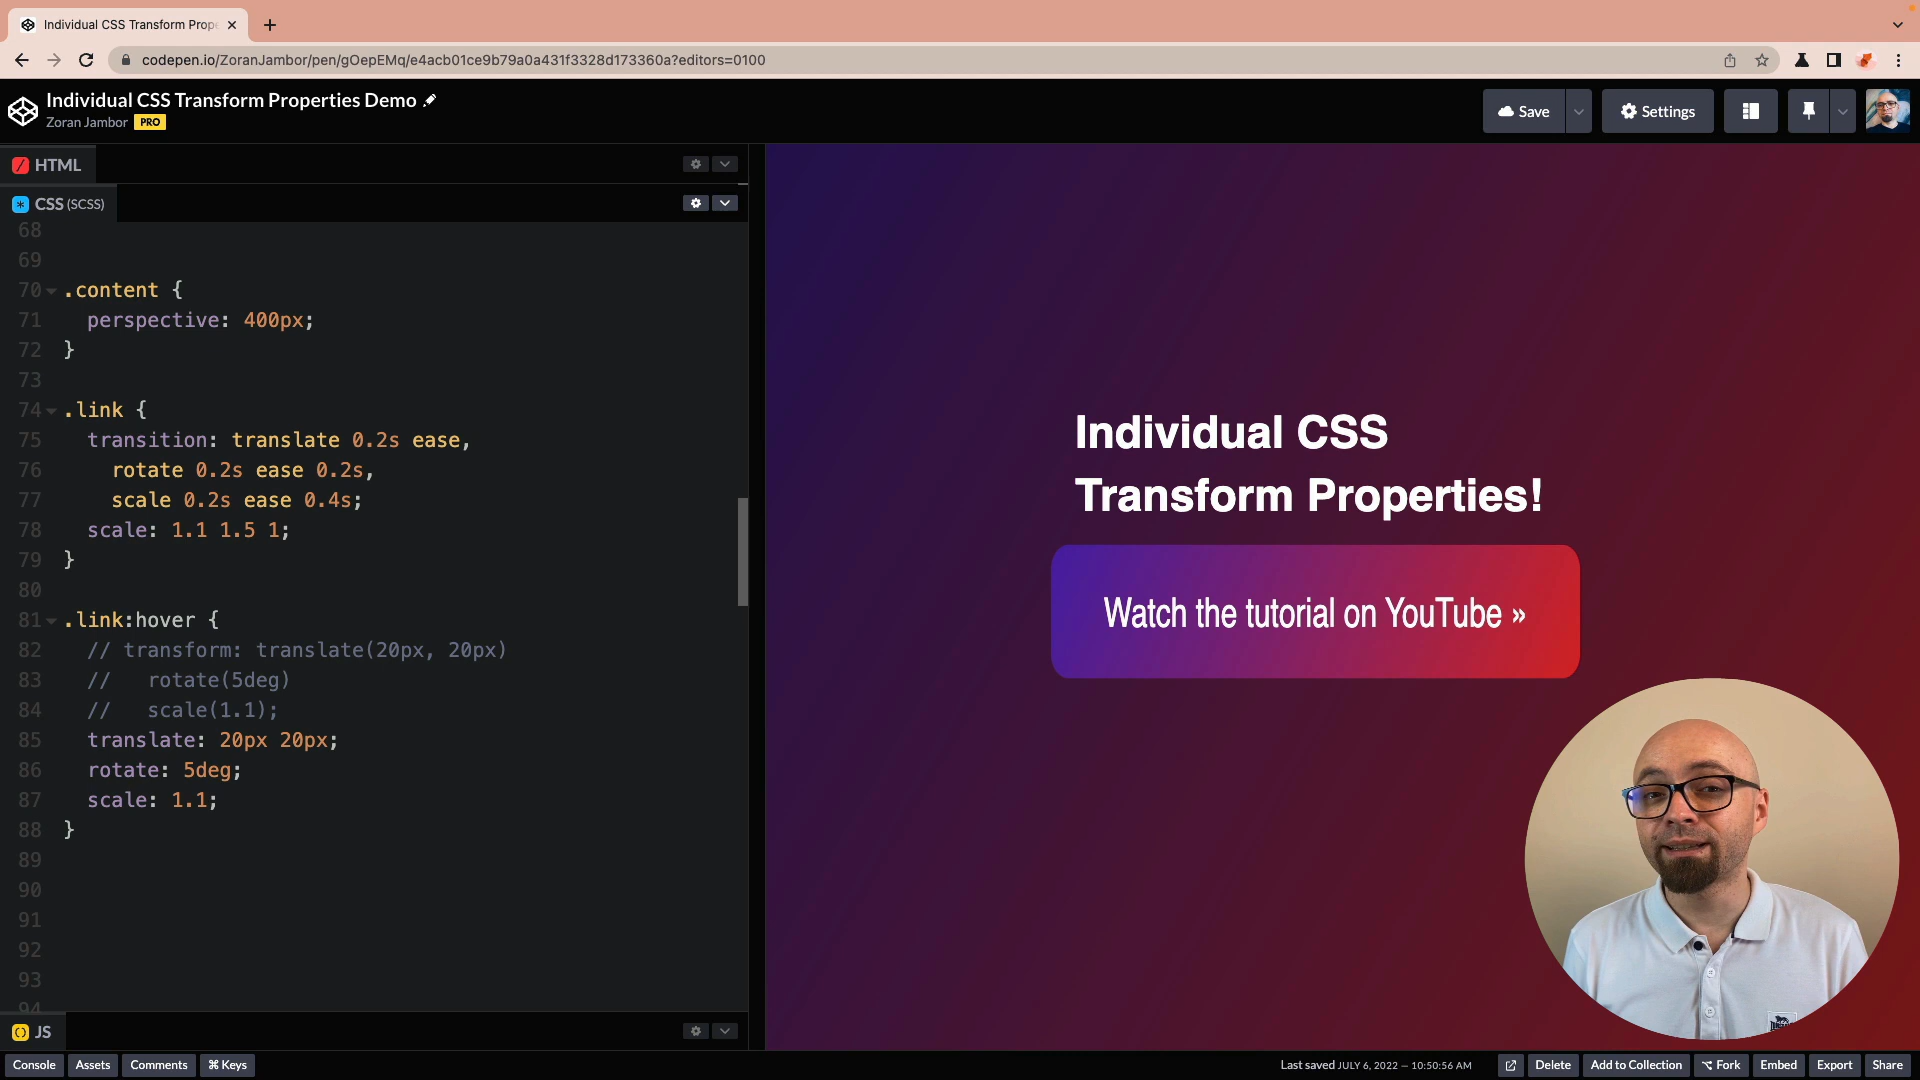 Individual CSS Transform Prope
codepen.io/ZoranJambor/pen/gOepEMq/e4acb01ce9b79a0a431f3328d173360a?editors=0100
Individual CSS Transform Properties Demo
Zoran Jambor PRO
Save
Settings
HTML
CSS (SCSS)
68
69
70 .content {
71 perspective: 400px;
72 }
73
74 .link {
75 transition: translate 0.2s ease,
76 rotate 0.2s ease 0.2s,
77 scale 0.2s ease 0.4s;
78 scale: 1.1 1.5 1;
79 }
80
81 .link:hover {
82 // transform: translate(20px, 20px)
83 // rotate(5deg)
84 // scale(1.1);
85 translate: 20px 20px;
86 rotate: 5deg;
87 scale: 1.1;
88 }
89
90
91
92
93
94
Individual CSS
Transform Properties!
Watch the tutorial on YouTube »
JS
Console Assets Comments ⌘ Keys
Last saved JULY 6, 2022 — 10:50:56 AM
Delete Add to Collection ⌥ Fork Embed Export Share